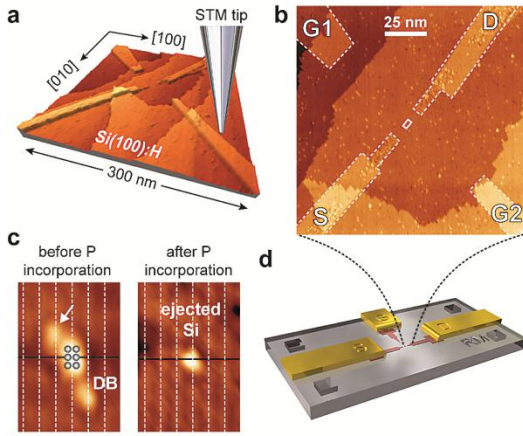 a
STM tip
[100]
[010]
Si(100):H
300 nm
b
G1
25 nm
D
S
G2
c
before P
incorporation
after P
incorporation
ejected
Si
DB
d